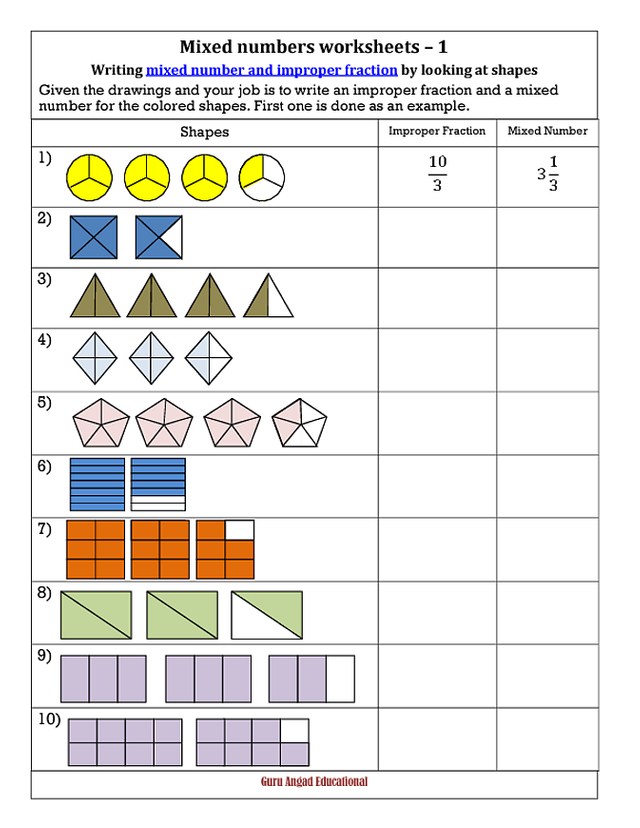 Mixed numbers worksheets – 1
Writing mixed number and improper fraction by looking at shapes
Given the drawings and your job is to write an improper fraction and a mixed
number for the colored shapes. First one is done as an example.
Shapes Improper Fraction Mixed Number
1) 10/3 3 1/3
2)
3)
4)
5)
6)
7)
8)
9)
10)
Guru Angad Educational